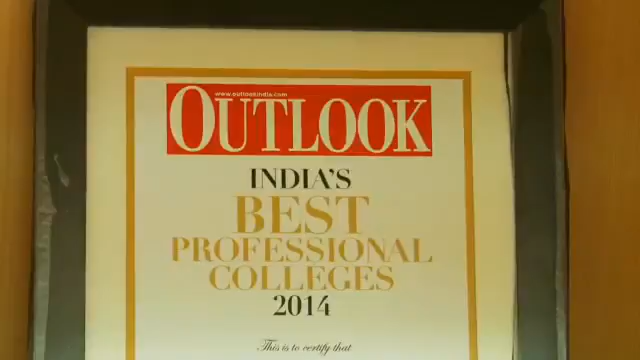 www.outlookindia.com
OUTLOOK
INDIA'S
BEST
PROFESSIONAL
COLLEGES
2014
This is to certify that